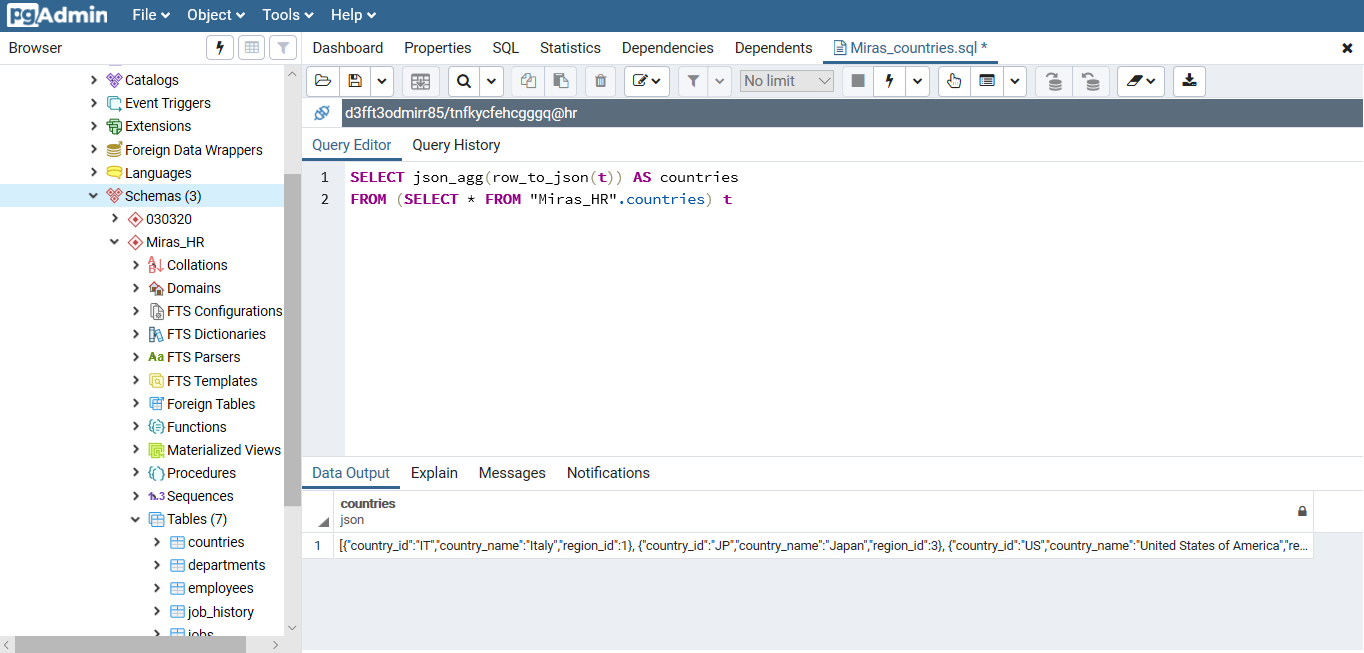 pgAdmin File Object Tools Help
Browser
Dashboard Properties SQL Statistics Dependencies Dependents Miras_countries.sql *
No limit
d3fft3odmirr85/tnfkycfehcgggq@hr
Query Editor Query History
1 SELECT json_agg(row_to_json(t)) AS countries
2 FROM (SELECT * FROM "Miras_HR".countries) t
Catalogs
Event Triggers
Extensions
Foreign Data Wrappers
Languages
Schemas (3)
030320
Miras_HR
Collations
Domains
FTS Configurations
FTS Dictionaries
Aa FTS Parsers
FTS Templates
Foreign Tables
Functions
Materialized Views
Procedures
Sequences
Tables (7)
countries
departments
employees
job_history
jobs
Data Output Explain Messages Notifications
countries
json
1 [{"country_id":"IT","country_name":"Italy","region_id":1}, {"country_id":"JP","country_name":"Japan","region_id":3}, {"country_id":"US","country_name":"United States of America","re...